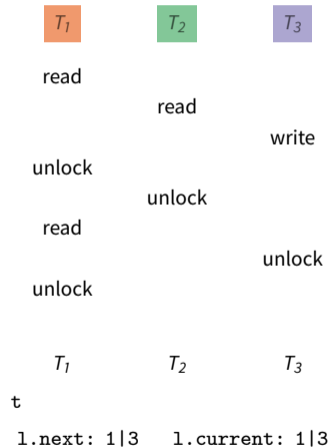 T1 T2 T3
read
read
write
unlock
unlock
read
unlock
unlock
T1 T2 T3
t
l.next: 1|3 l.current: 1|3